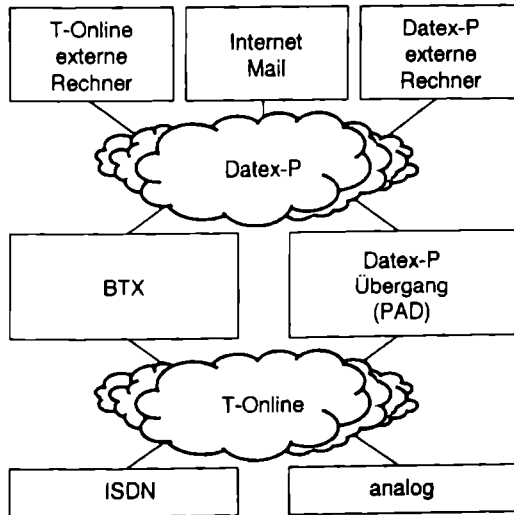 T-Online
externe
Rechner
Internet
Mail
Datex-P
externe
Rechner
Datex-P
BTX
Datex-P
Übergang
(PAD)
T-Online
ISDN
analog